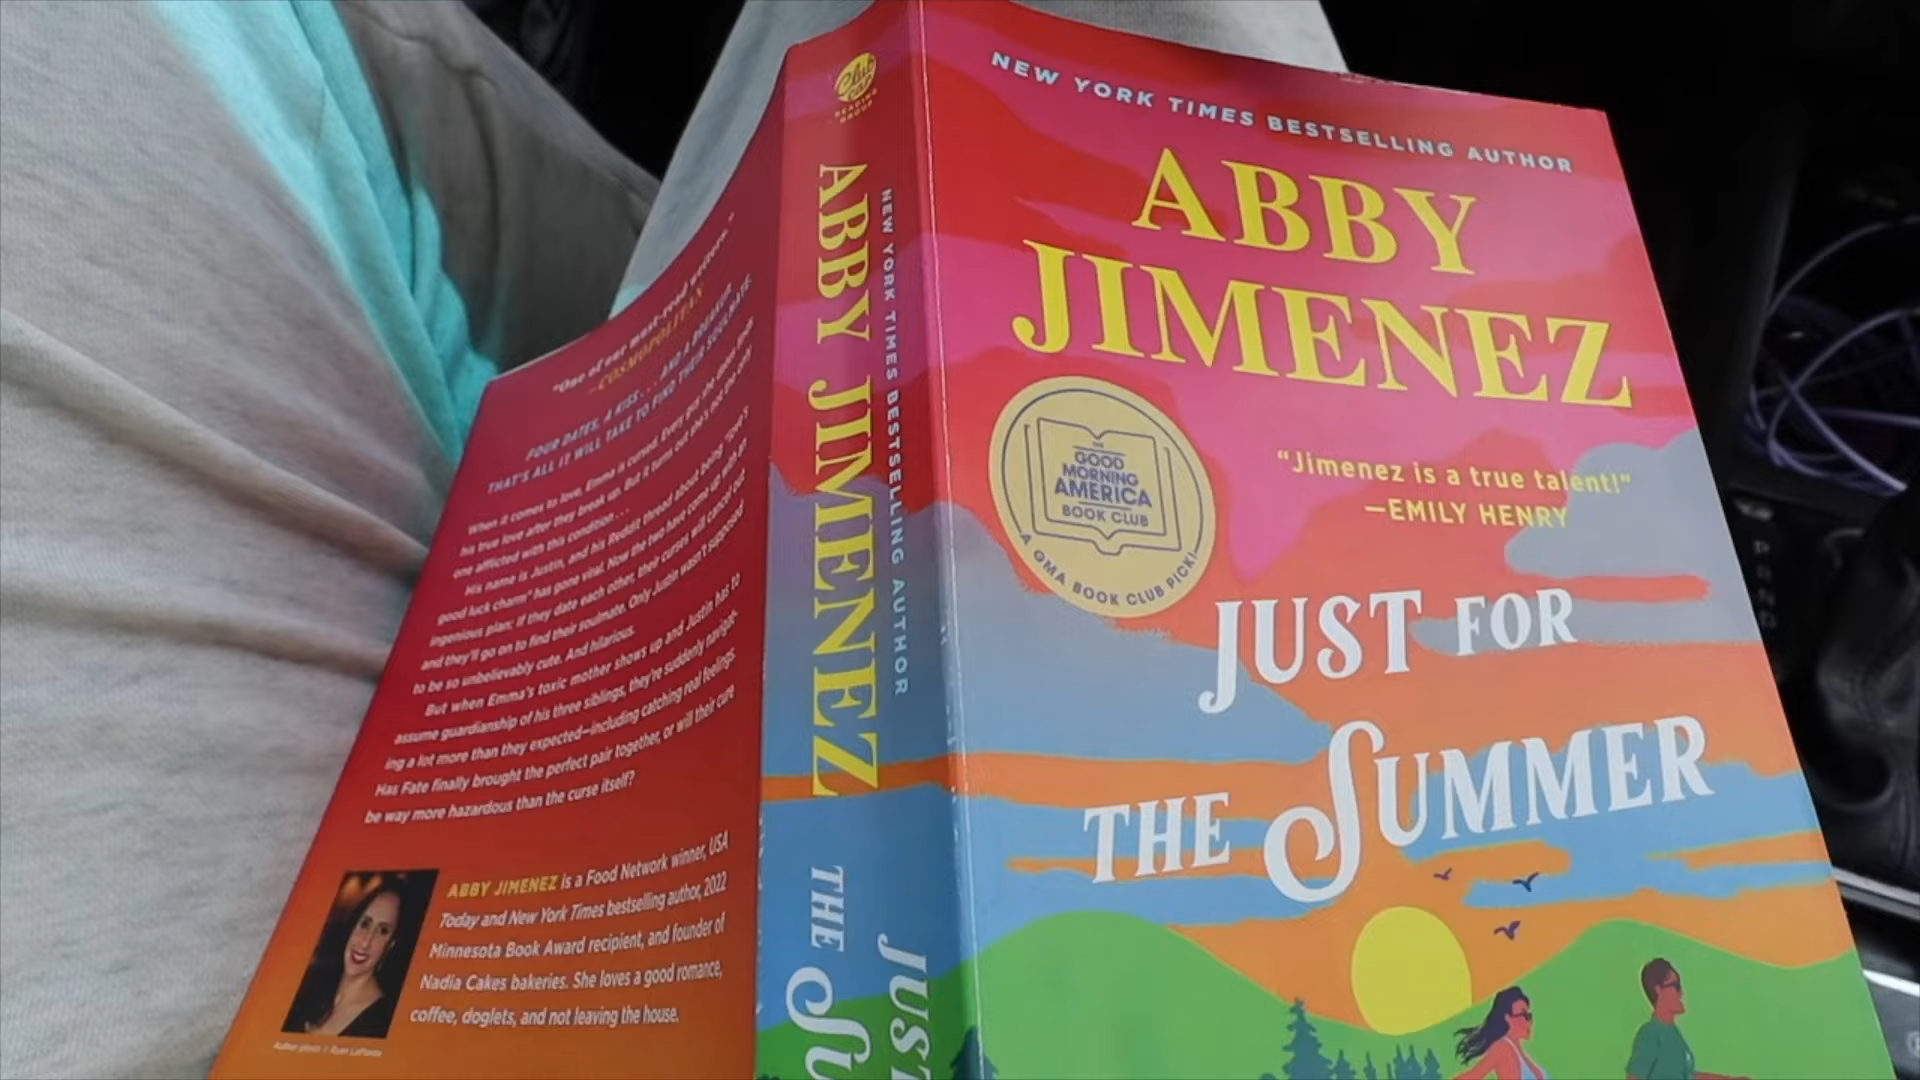 "One of our must-read writers."
—COSMOPOLITAN
FOUR DATES, A KISS . . . AND A BREAKUP.
THAT'S ALL IT WILL TAKE TO FIND THEIR SOULMATE.
When it comes to love, Emma is cursed. Every guy she dates finds
his true love after they break up. But it turns out she's not the only
one afflicted with this condition . . .
His name is Justin, and his Reddit thread about being "love's
good luck charm" has gone viral. Now the two have come up with an
ingenious plan: If they date each other, their curses will cancel out
and they'll go on to find their soulmate. Only Justin wasn't supposed
to be so unbelievably cute. And hilarious.
But when Emma's toxic mother shows up and Justin has to
assume guardianship of his three siblings, they're suddenly navigat-
ing a lot more than they expected—including catching real feelings.
Has Fate finally brought the perfect pair together, or will their cure
be way more hazardous than the curse itself?
ABBY JIMENEZ is a Food Network winner, USA
Today and New York Times bestselling author, 2022
Minnesota Book Award recipient, and founder of
Nadia Cakes bakeries. She loves a good romance,
coffee, doglets, and not leaving the house.
Author photo © Ryan LaPlante
Club
READING
GROUP
ABBY JIMENEZ
NEW YORK TIMES BESTSELLING AUTHOR
JUST
THE SU
NEW YORK TIMES BESTSELLING AUTHOR
ABBY
JIMENEZ
THE
GOOD
MORNING
AMERICA
BOOK CLUB
A GMA BOOK CLUB PICK!
"Jimenez is a true talent!"
—EMILY HENRY
JUST FOR
THE SUMMER
P
R
N
D